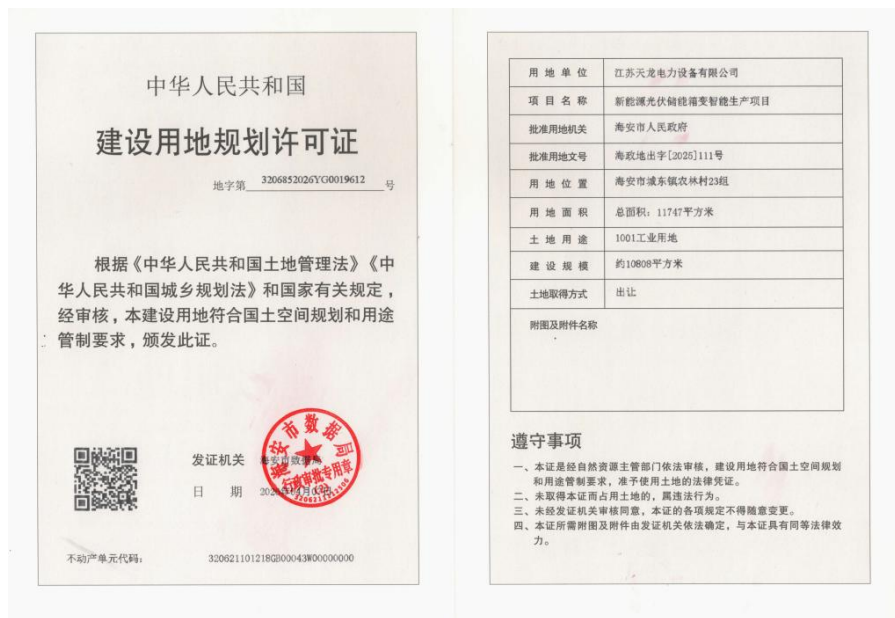 中华人民共和国
建设用地规划许可证
地字第 3206852026YG0019612 号
根据《中华人民共和国土地管理法》《中
华人民共和国城乡规划法》和国家有关规定，
经审核，本建设用地符合国土空间规划和用途
管制要求，颁发此证。
发证机关
海安市数据局
行政审批专用章
日 期
不动产单元代码：
320621101218GB00043W00000000
用地单位 江苏天龙电力设备有限公司
项目名称 新能源光伏储能箱变智能生产项目
批准用地机关 海安市人民政府
批准用地文号 海政地出字[2025]111号
用地位置 海安市城东镇农林村23组
用地面积 总面积：11747平方米
土地用途 1001工业用地
建设规模 约10808平方米
土地取得方式 出让
附图及附件名称
遵守事项
一、本证是经自然资源主管部门依法审核，建设用地符合国土空间规划
和用途管制要求，准予使用土地的法律凭证。
二、未取得本证而占用土地的，属违法行为。
三、未经发证机关审核同意，本证的各项规定不得随意变更。
四、本证所需附图及附件由发证机关依法确定，与本证具有同等法律效
力。